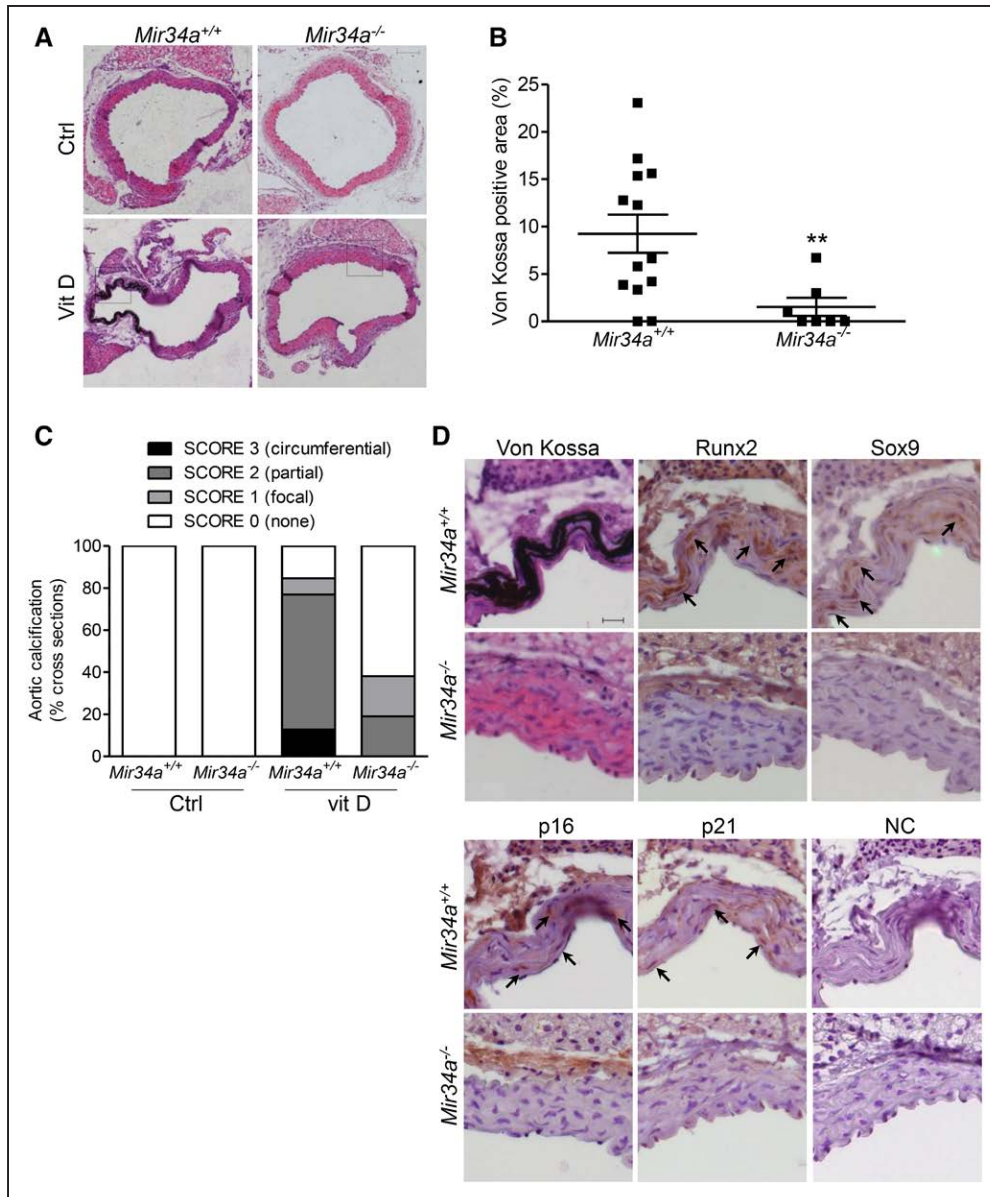 A
Mir34a+/+
Mir34a-/-
Ctrl
Vit D
B
Von Kossa positive area (%)
25
20
15
10
5
0
Mir34a+/+
Mir34a-/-
**
C
SCORE 3 (circumferential)
SCORE 2 (partial)
SCORE 1 (focal)
SCORE 0 (none)
Aortic calcification
(% cross sections)
100
80
60
40
20
0
Mir34a+/+ Mir34a-/- Mir34a+/+ Mir34a-/-
Ctrl
vit D
D
Von Kossa
Runx2
Sox9
Mir34a+/+
Mir34a-/-
p16
p21
NC
Mir34a+/+
Mir34a-/-